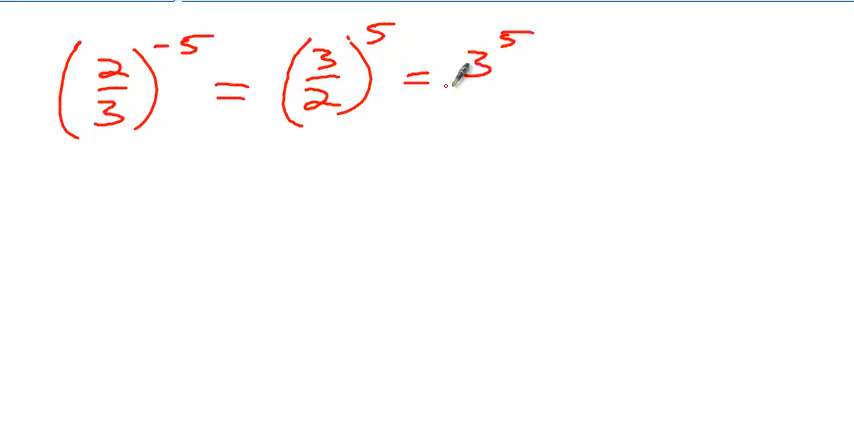 (2/3)^-5 = (3/2)^5 = 3^5